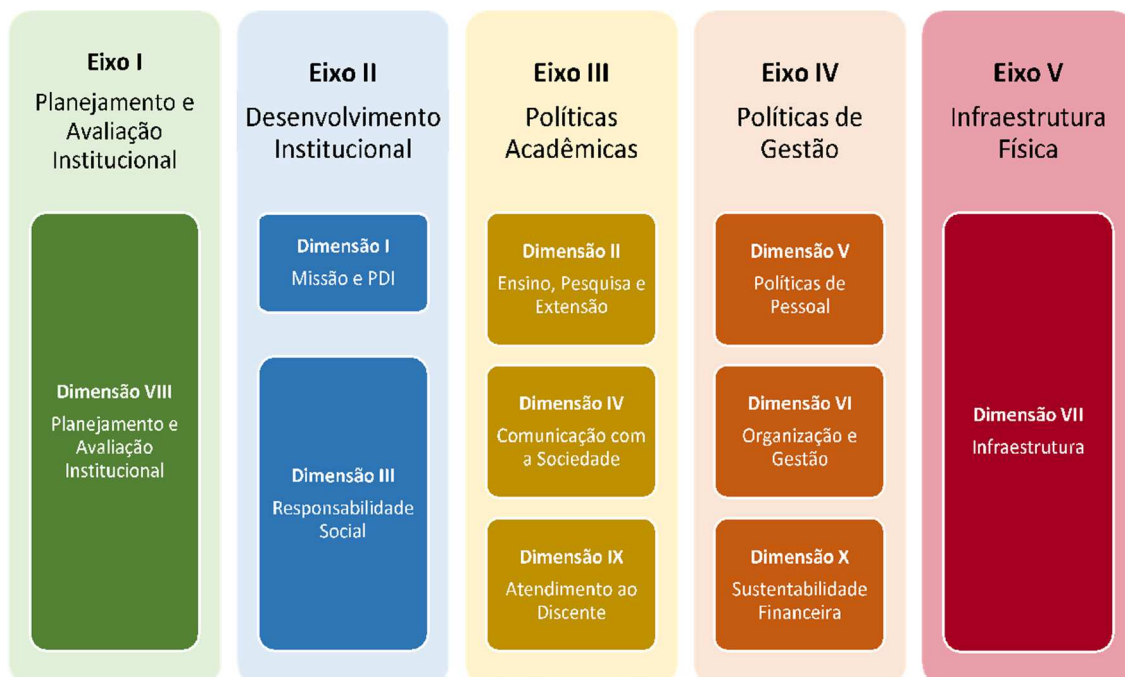 Eixo I
Planejamento e
Avaliação
Institucional
Dimensão VIII
Planejamento e
Avaliação
Institucional
Eixo II
Desenvolvimento
Institucional
Dimensão I
Missão e PDI
Dimensão III
Responsabilidade
Social
Eixo III
Políticas
Acadêmicas
Dimensão II
Ensino, Pesquisa e
Extensão
Dimensão IV
Comunicação com
a Sociedade
Dimensão IX
Atendimento ao
Discente
Eixo IV
Políticas de
Gestão
Dimensão V
Políticas de
Pessoal
Dimensão VI
Organização e
Gestão
Dimensão X
Sustentabilidade
Financeira
Eixo V
Infraestrutura
Física
Dimensão VII
Infraestrutura